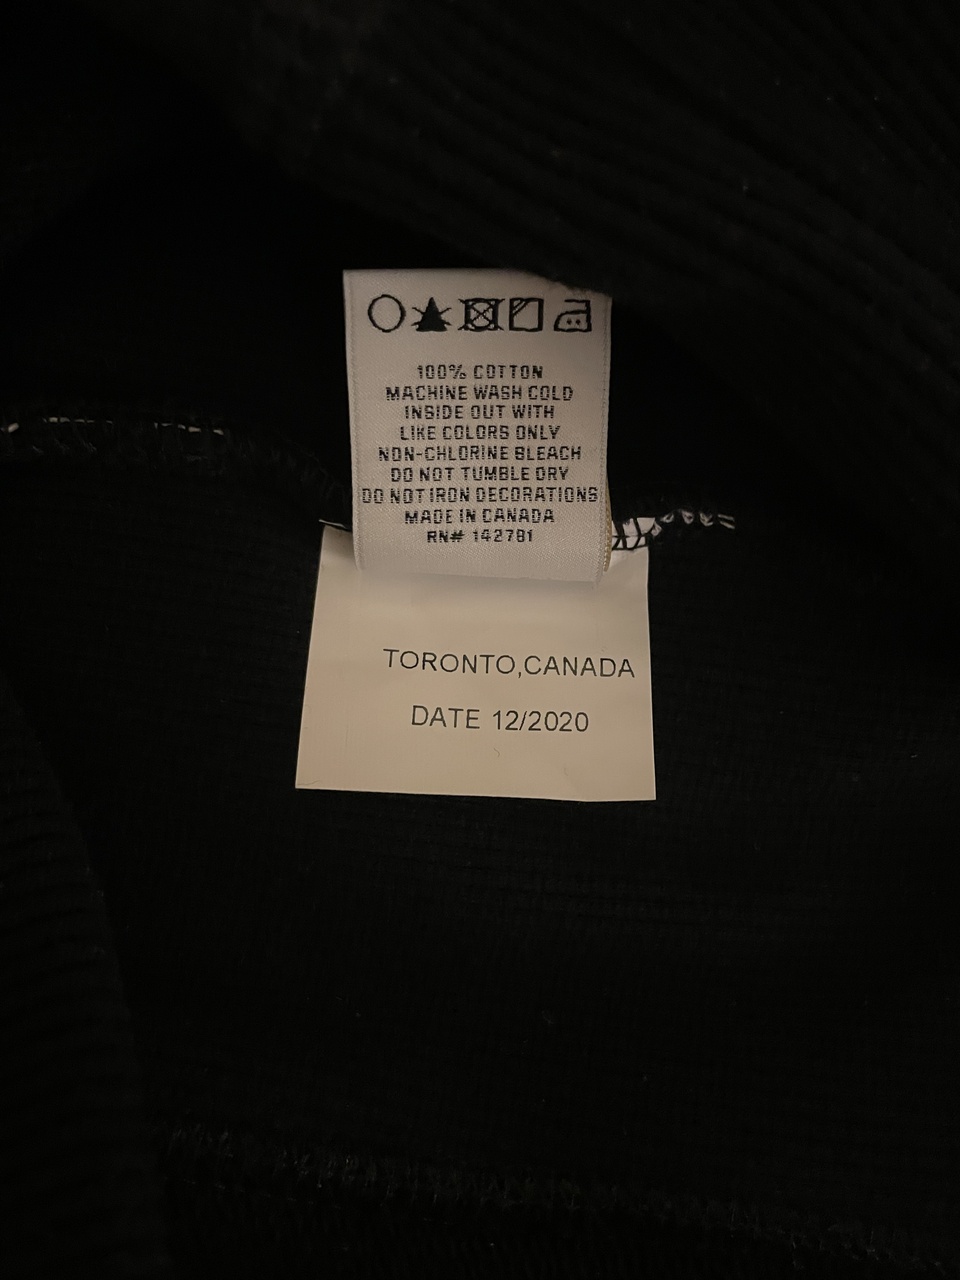 100% COTTON
MACHINE WASH COLD
INSIDE OUT WITH
LIKE COLORS ONLY
NON-CHLORINE BLEACH
DO NOT TUMBLE DRY
DO NOT IRON DECORATIONS
MADE IN CANADA
RN# 142781
TORONTO,CANADA
DATE 12/2020